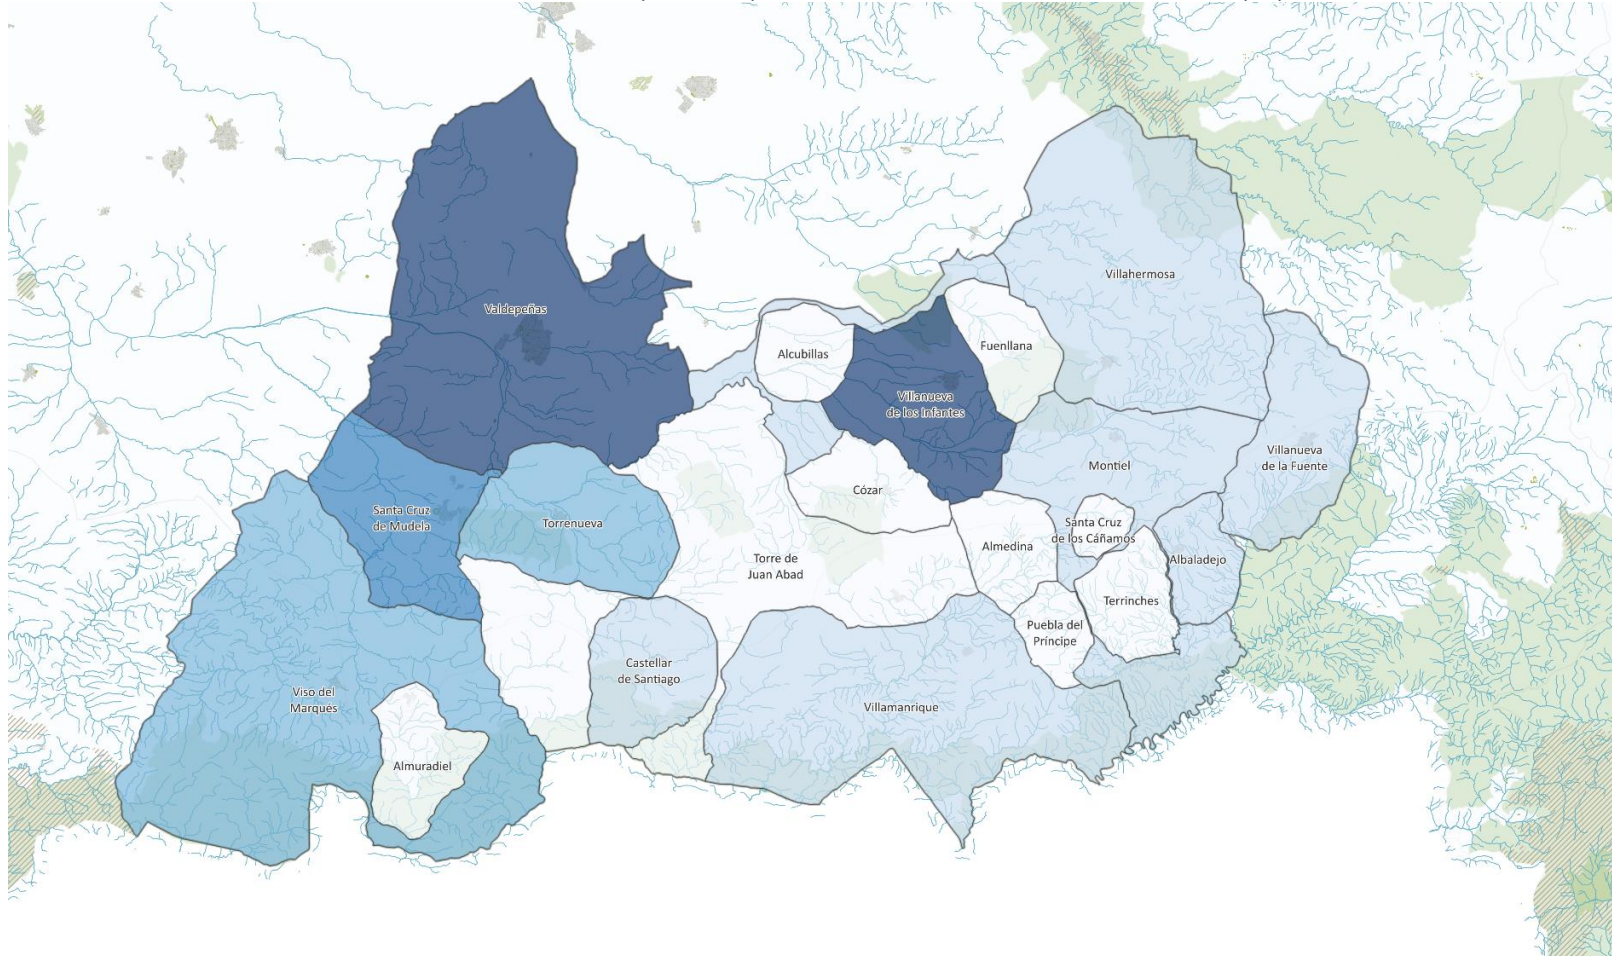 Villahermosa
Valdepeñas
Alcubillas
Fuenllana
Villanueva
de los Infantes
Villanueva
de la Fuente
Montiel
Cózar
Santa Cruz
de Mudela
Torrenueva
Santa Cruz
de los Cáñamos
Almedina
Albaladejo
Torre de
Juan Abad
Terrinches
Puebla del
Príncipe
Castellar
de Santiago
Viso del
Marqués
Villamanrique
Almuradiel